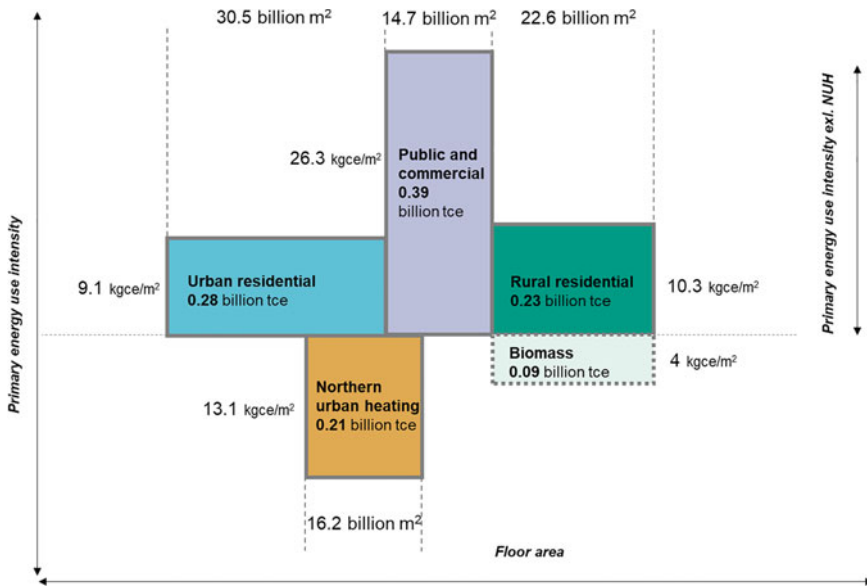 30.5 billion m²
14.7 billion m²
22.6 billion m²
Primary energy use intensity
Primary energy use intensity exl. NUH
26.3 kgce/m²
Public and
commercial
0.39
billion tce
9.1 kgce/m²
Urban residential
0.28 billion tce
Rural residential
0.23 billion tce
10.3 kgce/m²
Biomass
0.09 billion tce
4 kgce/m²
13.1 kgce/m²
Northern
urban heating
0.21 billion tce
16.2 billion m²
Floor area